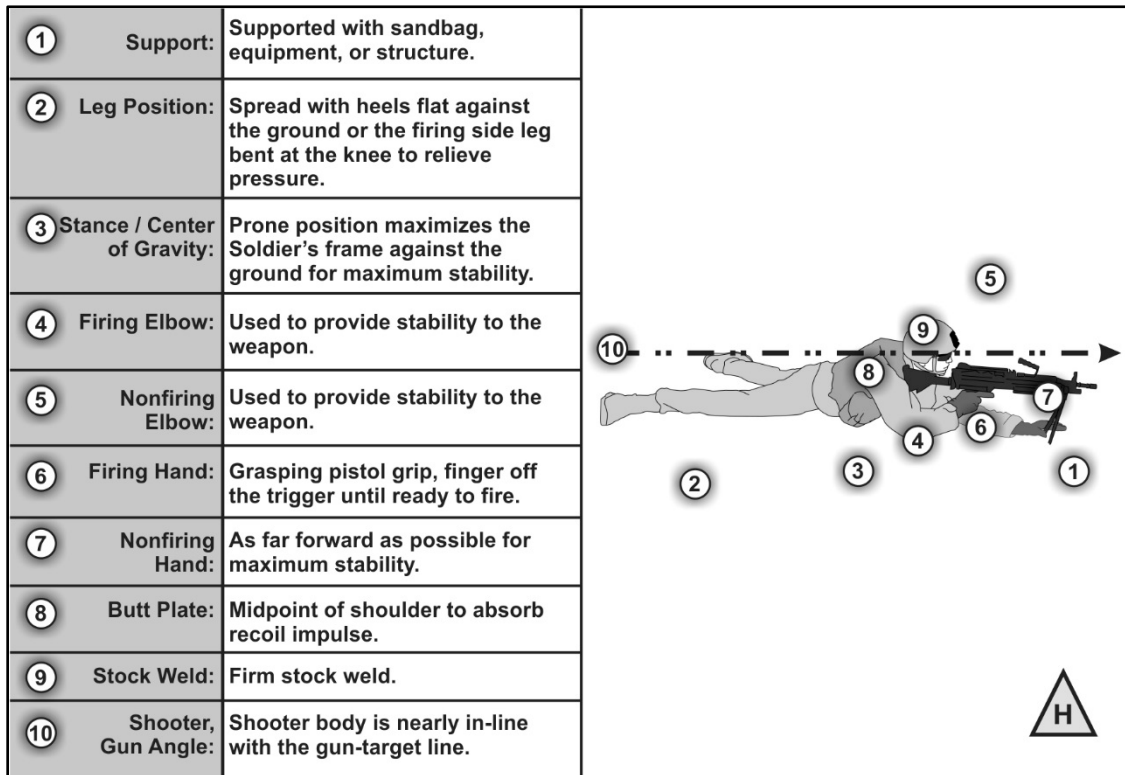 1 Support: Supported with sandbag,
equipment, or structure.
2 Leg Position: Spread with heels flat against
the ground or the firing side leg
bent at the knee to relieve
pressure.
3 Stance / Center
of Gravity:
Prone position maximizes the
Soldier's frame against the
ground for maximum stability.
4 Firing Elbow: Used to provide stability to the
weapon.
5 Nonfiring
Elbow:
Used to provide stability to the
weapon.
6 Firing Hand: Grasping pistol grip, finger off
the trigger until ready to fire.
7 Nonfiring
Hand:
As far forward as possible for
maximum stability.
8 Butt Plate: Midpoint of shoulder to absorb
recoil impulse.
9 Stock Weld: Firm stock weld.
10 Shooter,
Gun Angle:
Shooter body is nearly in-line
with the gun-target line.
5
9
10
8
7
6
4
3
1
2
H